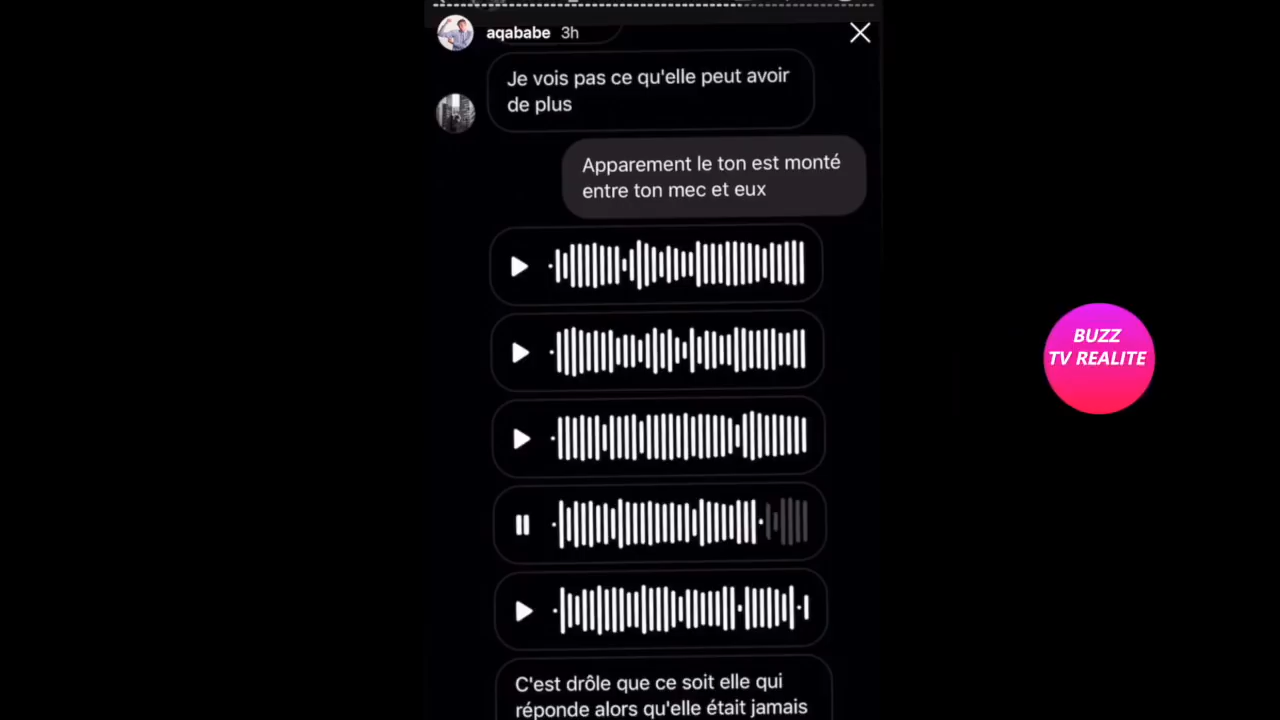 aqababe 3h
Je vois pas ce qu'elle peut avoir
de plus
Apparement le ton est monté
entre ton mec et eux
BUZZ
TV REALITE
C'est drôle que ce soit elle qui
réponde alors qu'elle était jamais